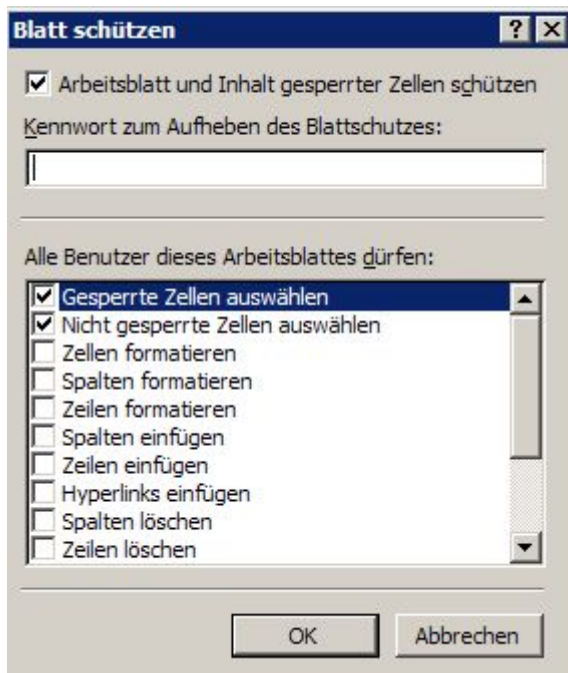 Blatt schützen
Arbeitsblatt und Inhalt gesperrter Zellen schützen
Kennwort zum Aufheben des Blattschutzes:
Alle Benutzer dieses Arbeitsblattes dürfen:
Gesperrte Zellen auswählen
Nicht gesperrte Zellen auswählen
Zellen formatieren
Spalten formatieren
Zeilen formatieren
Spalten einfügen
Zeilen einfügen
Hyperlinks einfügen
Spalten löschen
Zeilen löschen
OK Abbrechen